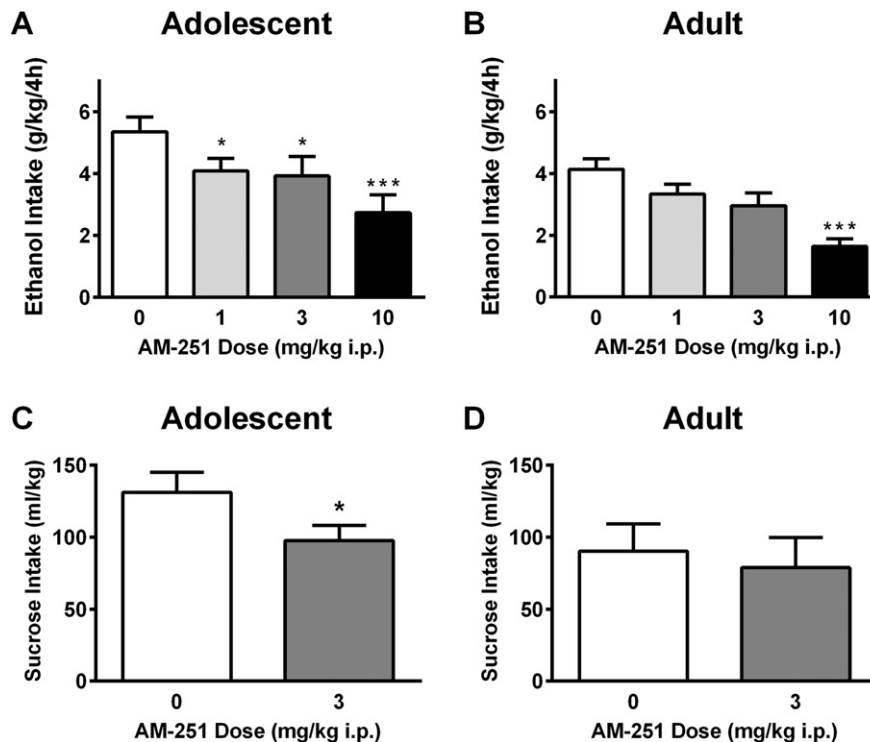 A Adolescent
Ethanol Intake (g/kg/4h)
6
4
2
0
* * ***
0 1 3 10
AM-251 Dose (mg/kg i.p.)
B Adult
Ethanol Intake (g/kg/4h)
6
4
2
0
***
0 1 3 10
AM-251 Dose (mg/kg i.p.)
C Adolescent
Sucrose Intake (ml/kg)
150
100
50
0
*
0 3
AM-251 Dose (mg/kg i.p.)
D Adult
Sucrose Intake (ml/kg)
150
100
50
0
0 3
AM-251 Dose (mg/kg i.p.)